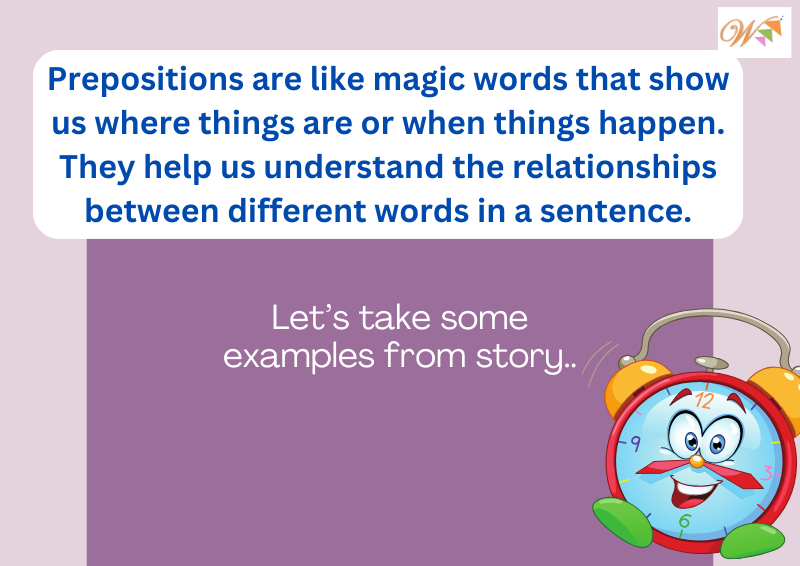 W
Prepositions are like magic words that show
us where things are or when things happen.
They help us understand the relationships
between different words in a sentence.
Let's take some
examples from story..
12
9
3
6